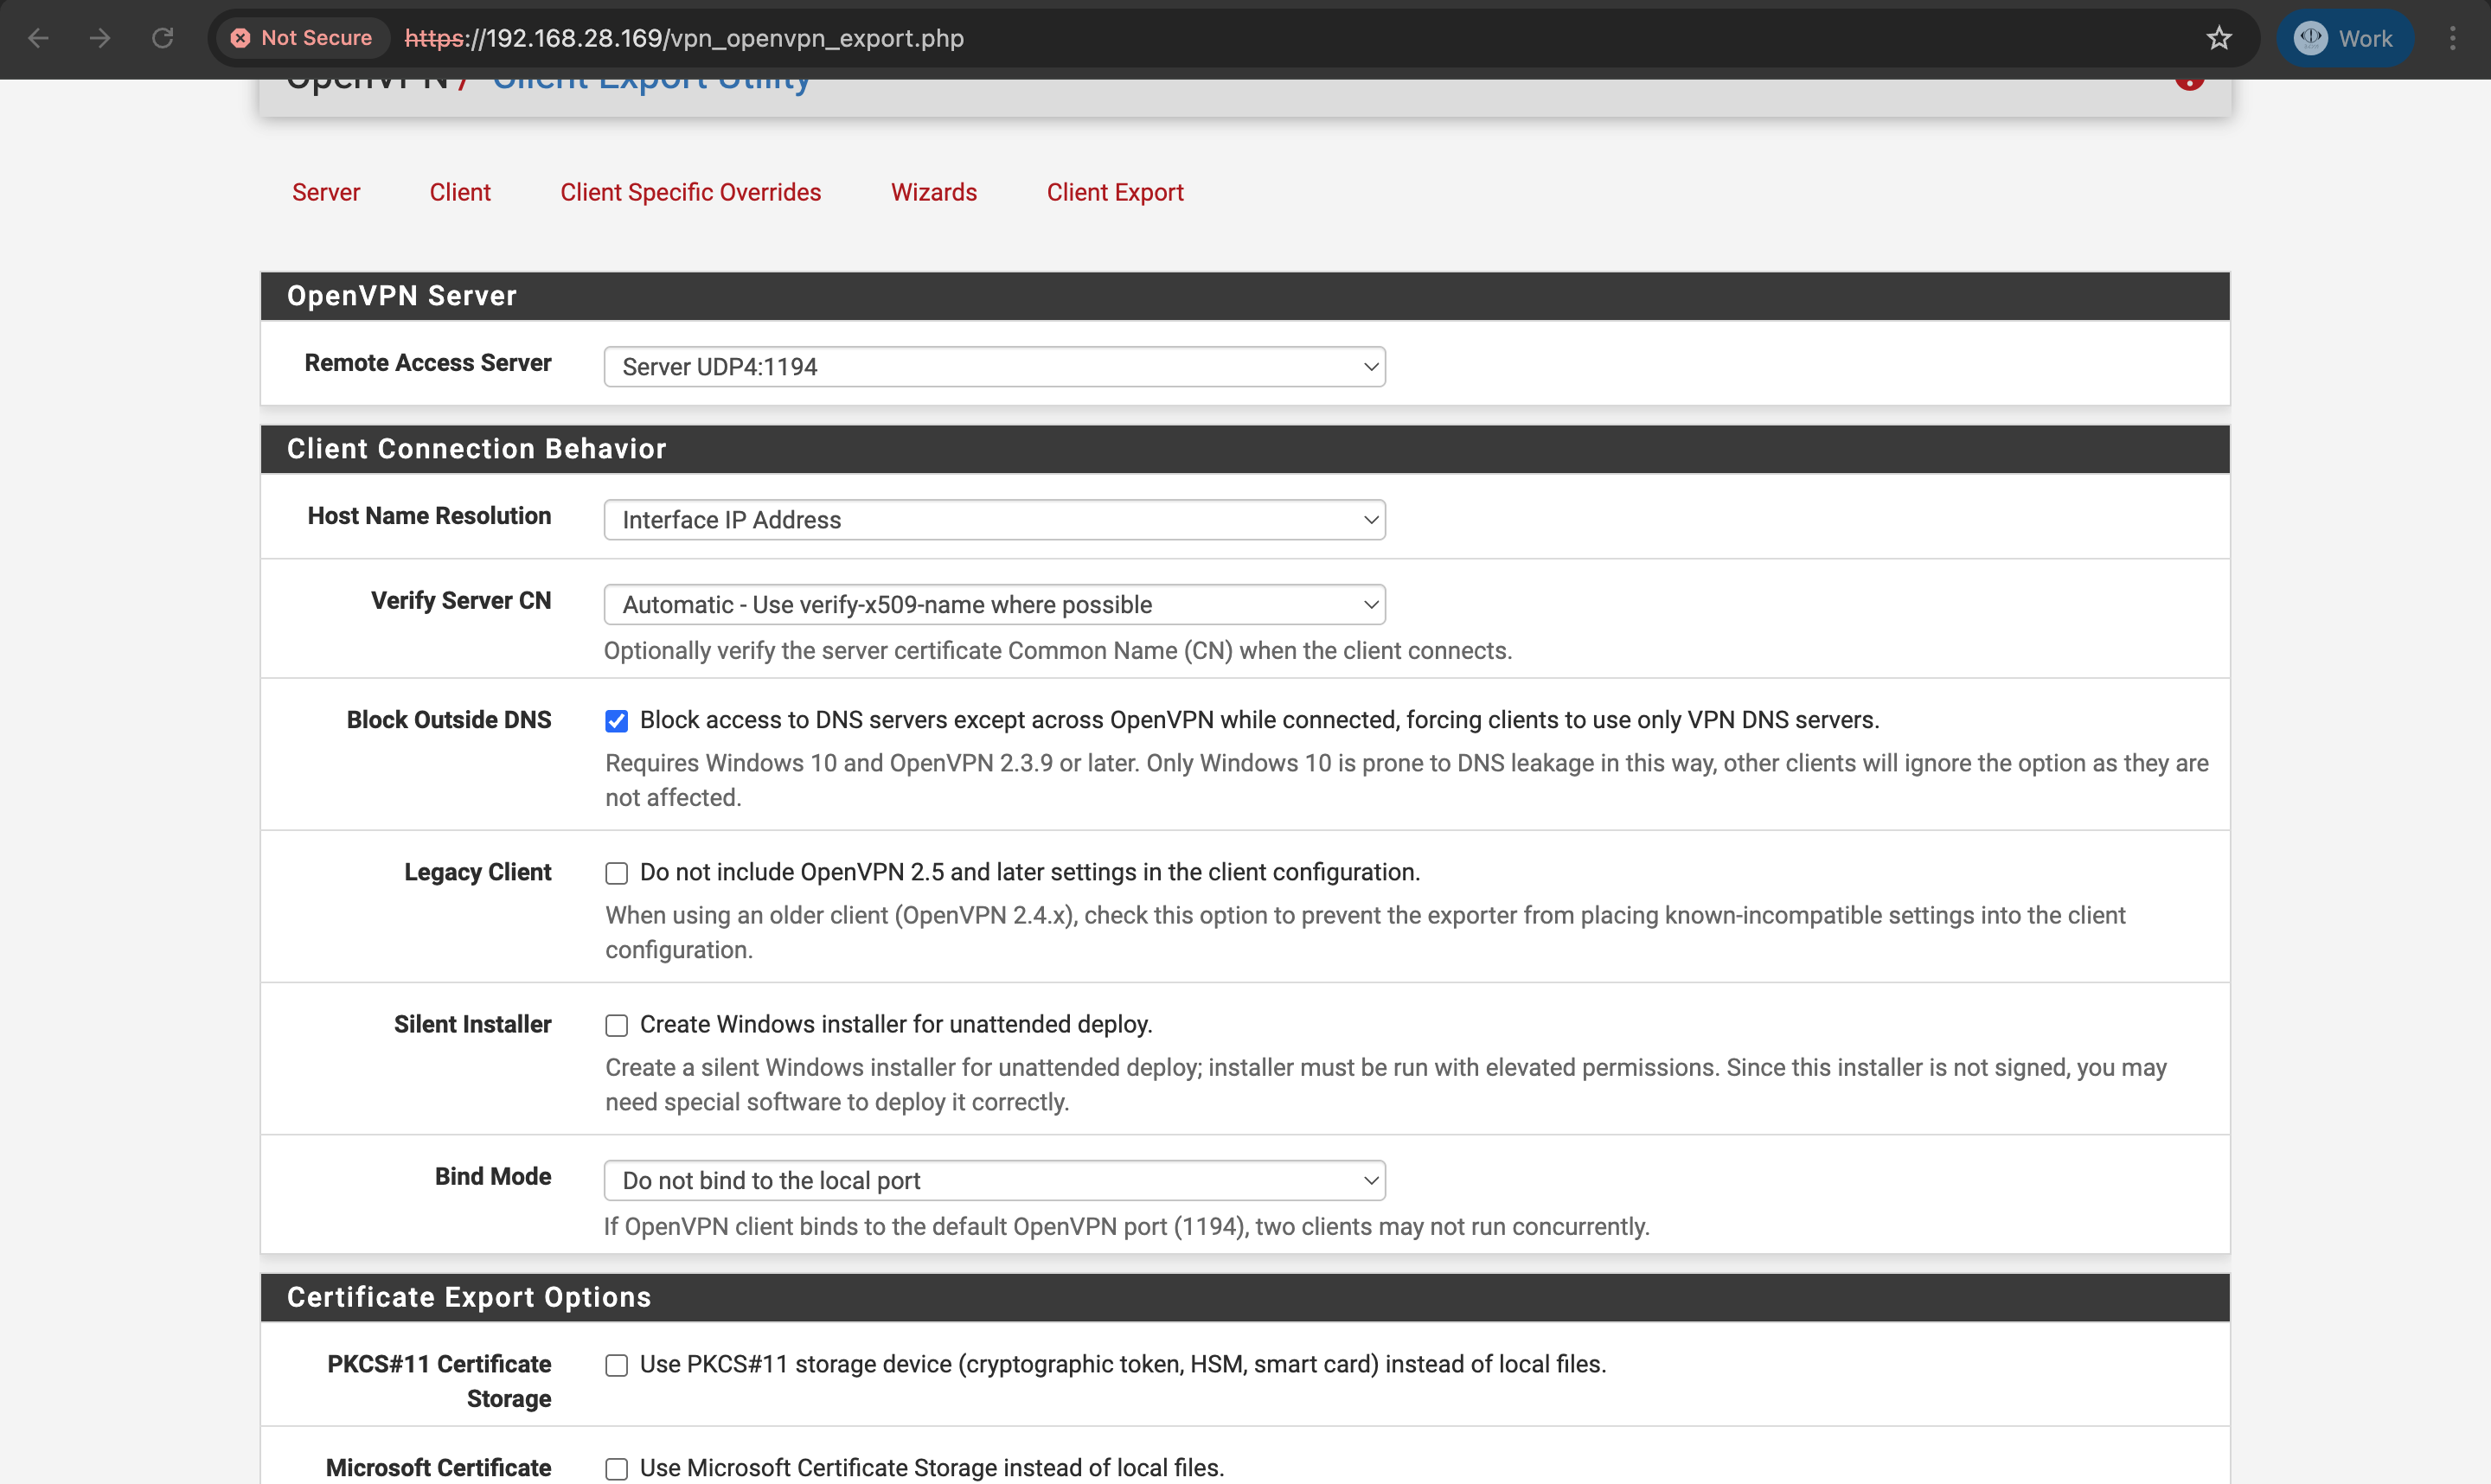 Not Secure https://192.168.28.169/vpn_openvpn_export.php Work
OpenVPN / Client Export Utility
Server Client Client Specific Overrides Wizards Client Export
OpenVPN Server
Remote Access Server Server UDP4:1194
Client Connection Behavior
Host Name Resolution Interface IP Address
Verify Server CN Automatic - Use verify-x509-name where possible
Optionally verify the server certificate Common Name (CN) when the client connects.
Block Outside DNS Block access to DNS servers except across OpenVPN while connected, forcing clients to use only VPN DNS servers.
Requires Windows 10 and OpenVPN 2.3.9 or later. Only Windows 10 is prone to DNS leakage in this way, other clients will ignore the option as they are
not affected.
Legacy Client Do not include OpenVPN 2.5 and later settings in the client configuration.
When using an older client (OpenVPN 2.4.x), check this option to prevent the exporter from placing known-incompatible settings into the client
configuration.
Silent Installer Create Windows installer for unattended deploy.
Create a silent Windows installer for unattended deploy; installer must be run with elevated permissions. Since this installer is not signed, you may
need special software to deploy it correctly.
Bind Mode Do not bind to the local port
If OpenVPN client binds to the default OpenVPN port (1194), two clients may not run concurrently.
Certificate Export Options
PKCS#11 Certificate Use PKCS#11 storage device (cryptographic token, HSM, smart card) instead of local files.
Storage
Microsoft Certificate Use Microsoft Certificate Storage instead of local files.